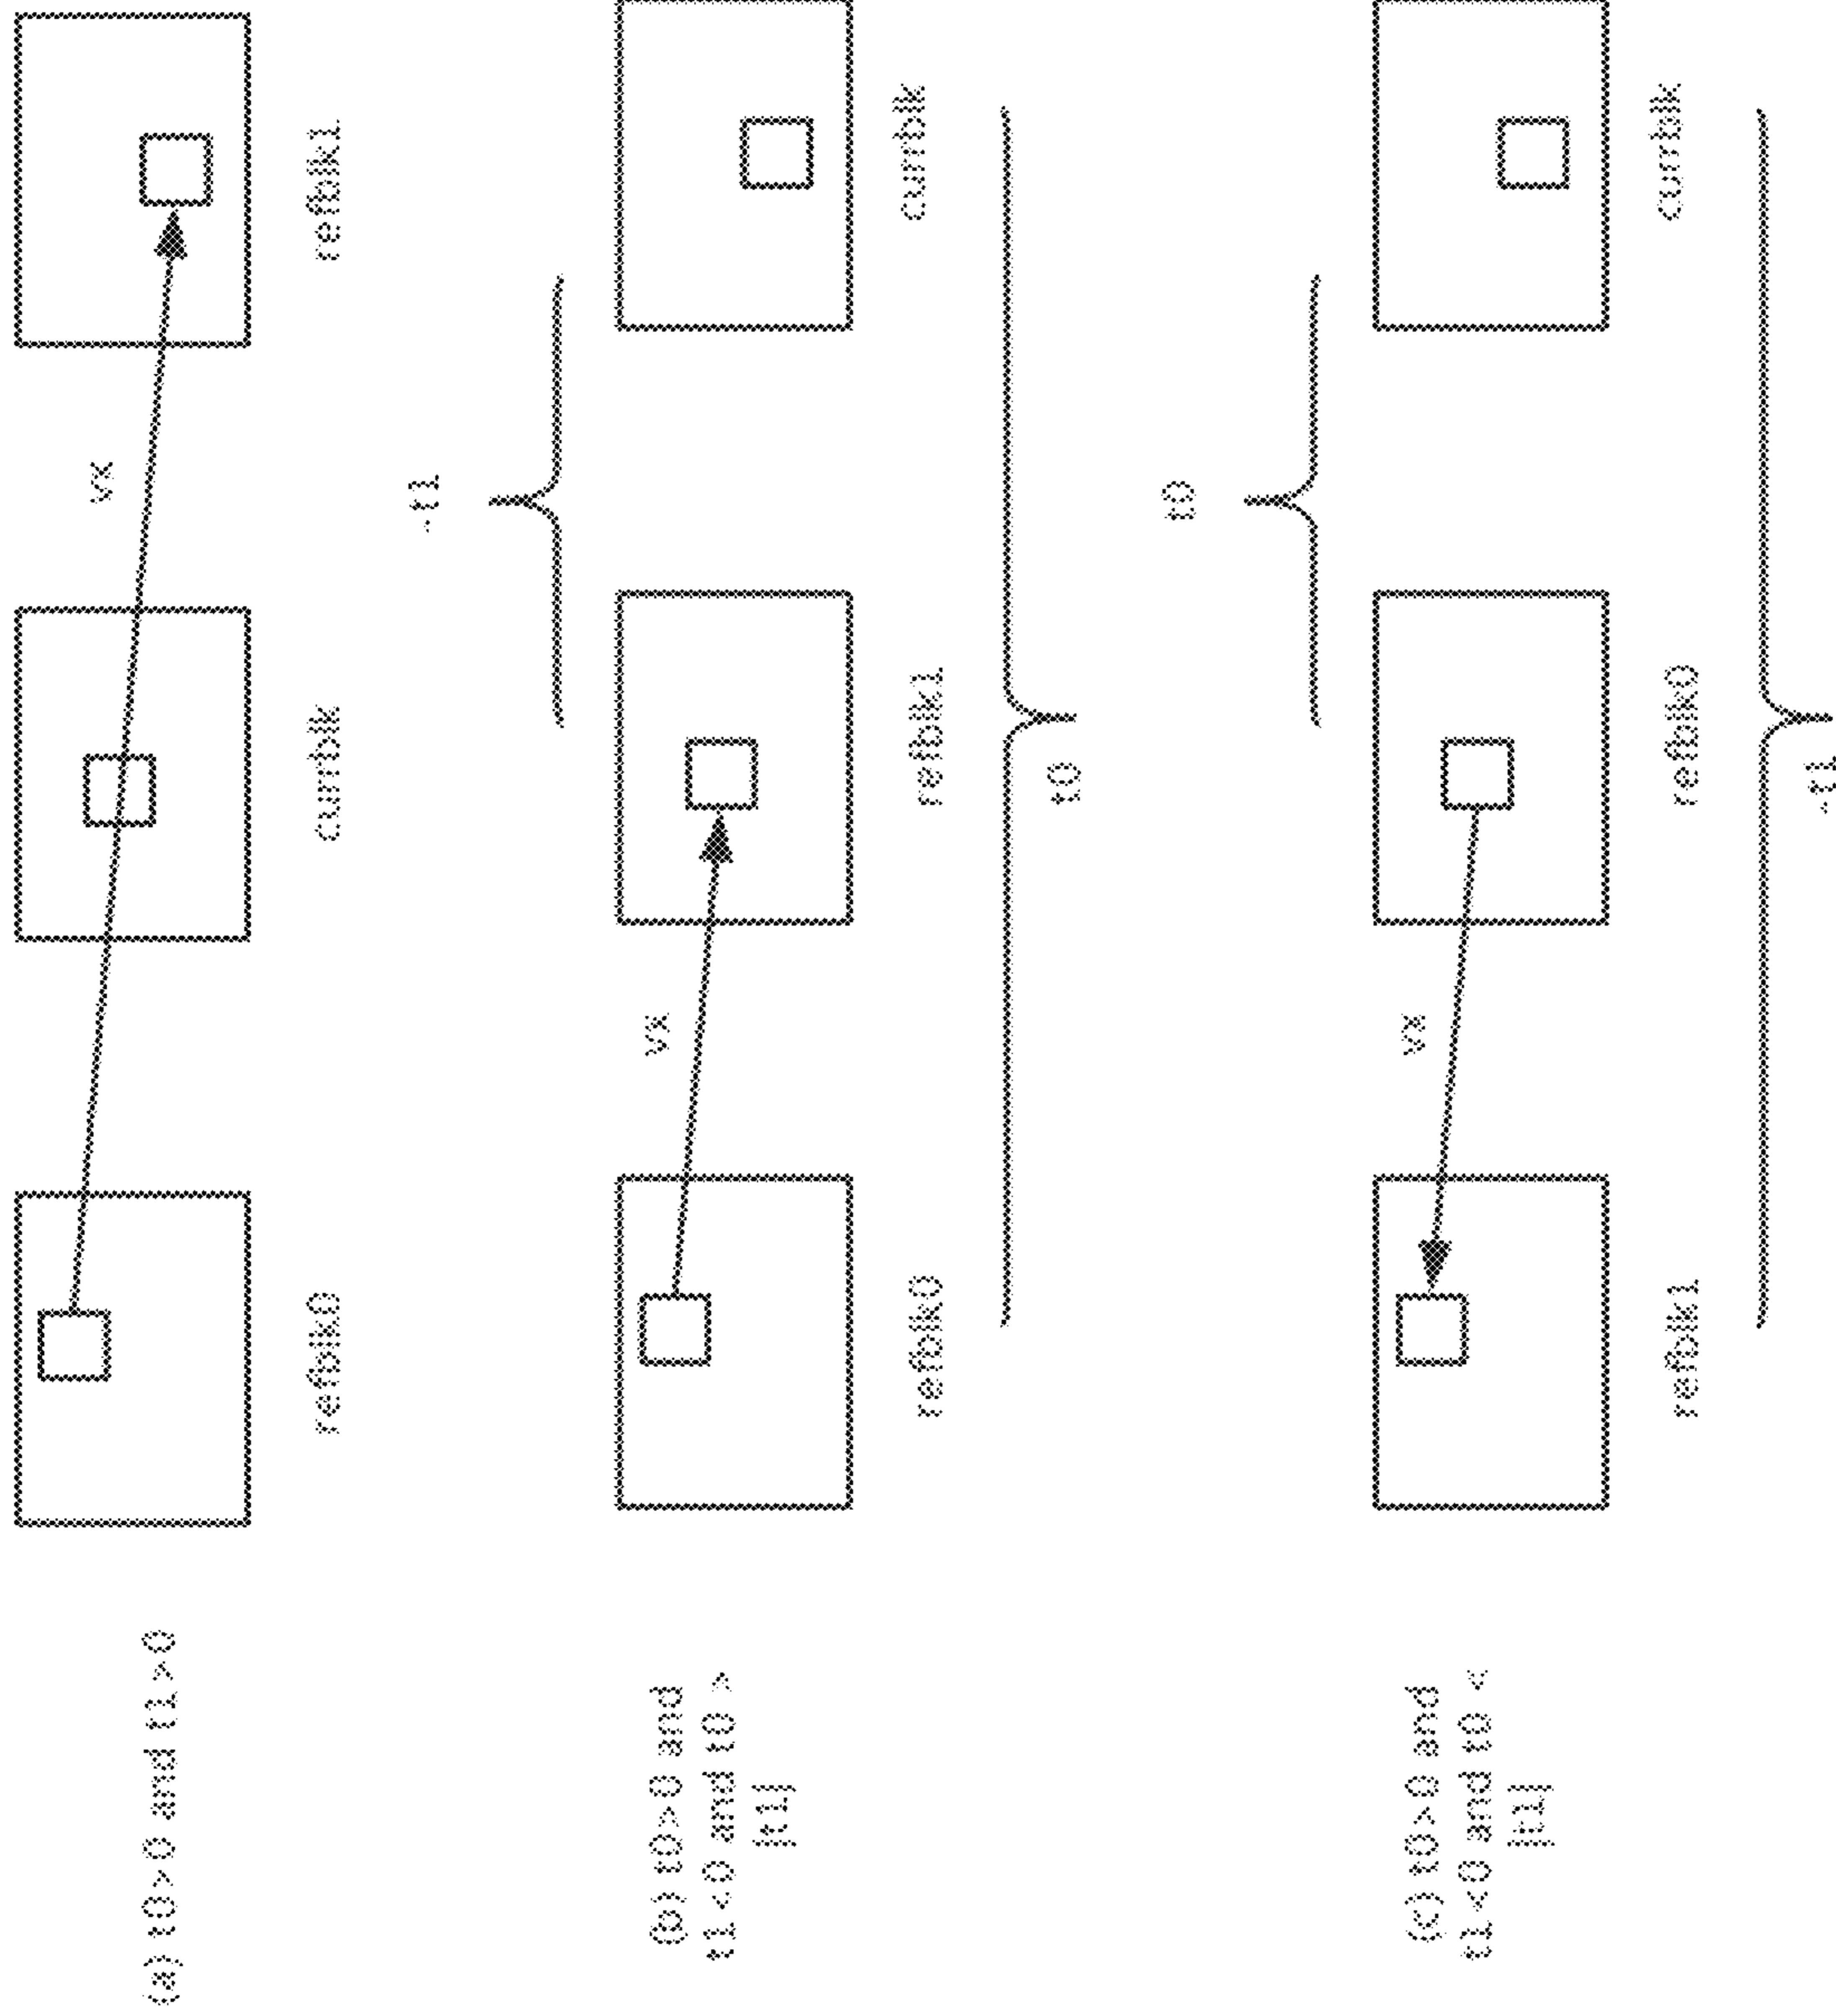 (a) t0>0 and t1>0
vx
refblk0
curblk
refblk1
-t1
(b) t0>0 and
t1<0 and t0 >
|t1|
vx
refblk0
refblk1
curblk
t0
t0
(c) t0>0 and
t1<0 and t0 <
|t1|
vx
refblk1
refblk0
curblk
-t1